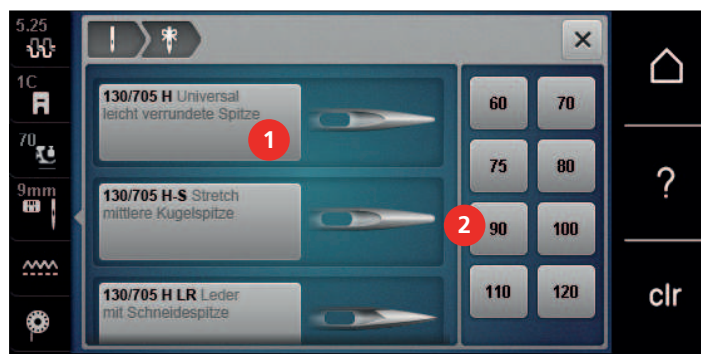 5.25
1C
70
9mm
130/705 H Universal
leicht verrundete Spitze
1
130/705 H-S Stretch
mittlere Kugelspitze
2
130/705 H LR Leder
mit Schneidespitze
60 70
75 80
90 100
110 120
?
clr